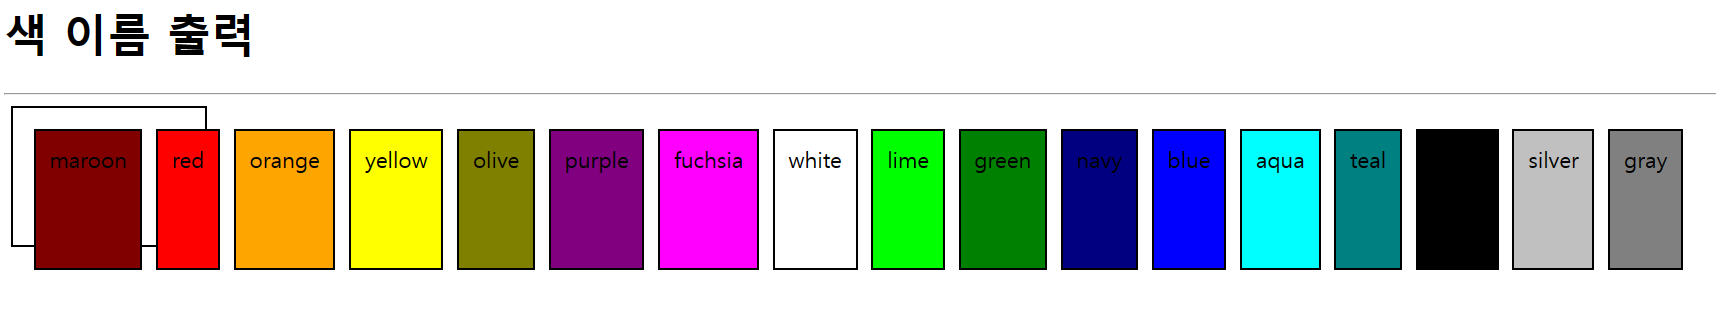 색 이름 출력
maroon red orange yellow olive purple fuchsia white lime green navy blue aqua teal silver gray